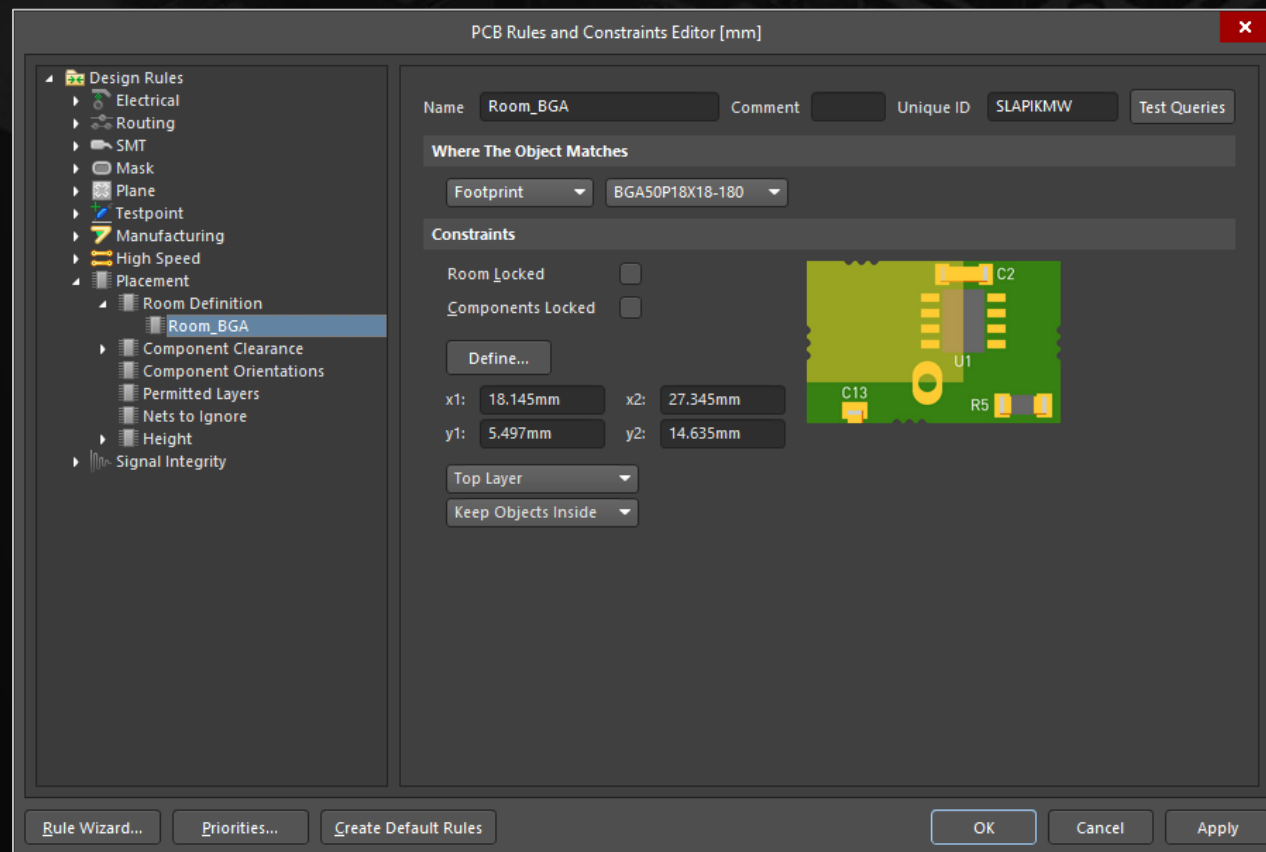 PCB Rules and Constraints Editor [mm]
Design Rules
Electrical
Routing
SMT
Mask
Plane
Testpoint
Manufacturing
High Speed
Placement
Room Definition
Room_BGA
Component Clearance
Component Orientations
Permitted Layers
Nets to Ignore
Height
Signal Integrity
Name Room_BGA Comment Unique ID SLAPIKMW Test Queries
Where The Object Matches
Footprint BGA50P18X18-180
Constraints
Room Locked
Components Locked
Define...
x1: 18.145mm x2: 27.345mm
y1: 5.497mm y2: 14.635mm
Top Layer
Keep Objects Inside
C2
U1
C13
R5
Rule Wizard... Priorities... Create Default Rules OK Cancel Apply